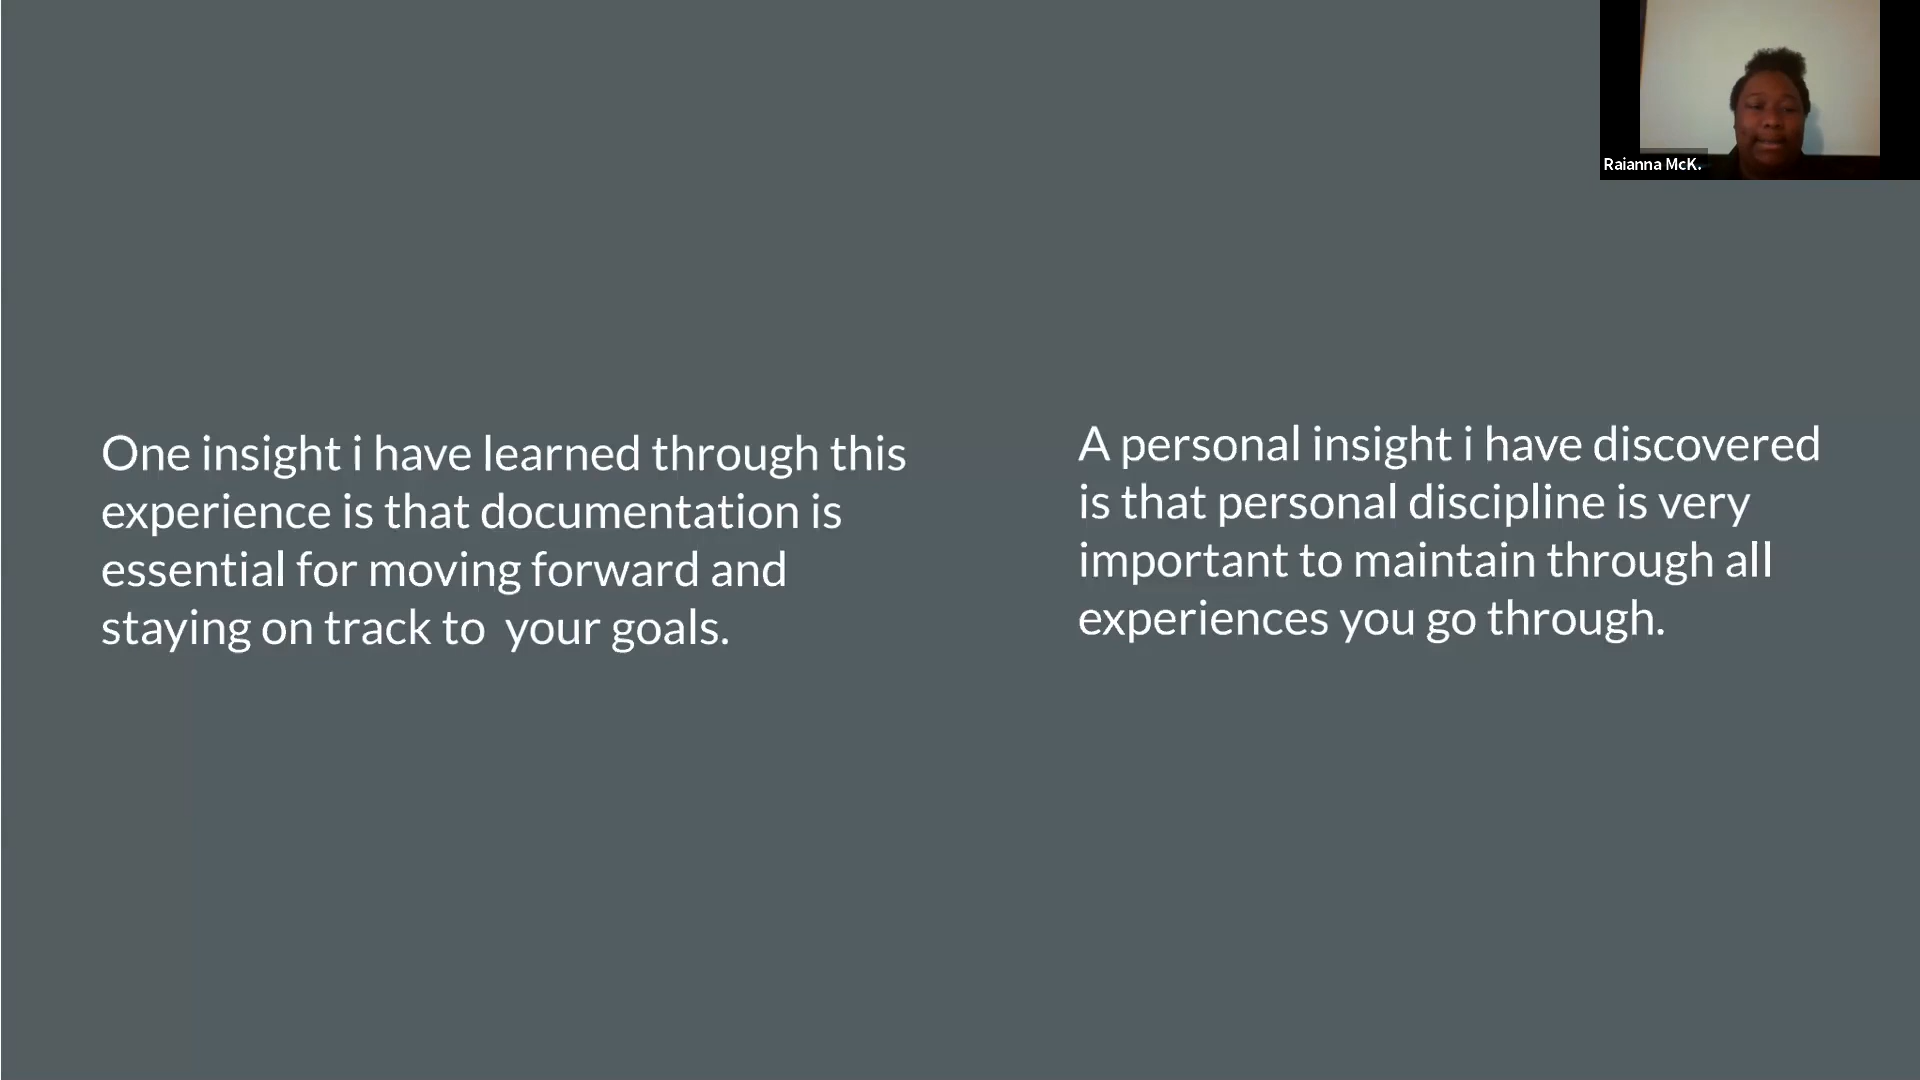 Raianna McK.
One insight i have learned through this
experience is that documentation is
essential for moving forward and
staying on track to  your goals.
A personal insight i have discovered
is that personal discipline is very
important to maintain through all
experiences you go through.